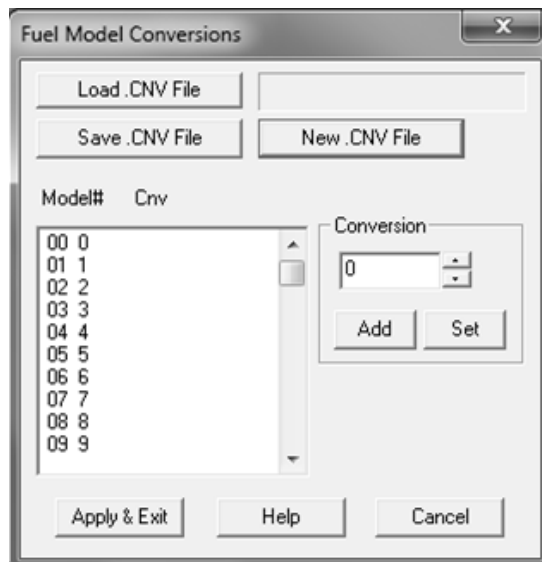 Fuel Model Conversions
Load .CNV File
Save .CNV File New .CNV File
Model# Cnv
Conversion
00 0
01 1
02 2
03 3
04 4
05 5
06 6
07 7
08 8
09 9
0
Add Set
Apply & Exit Help Cancel